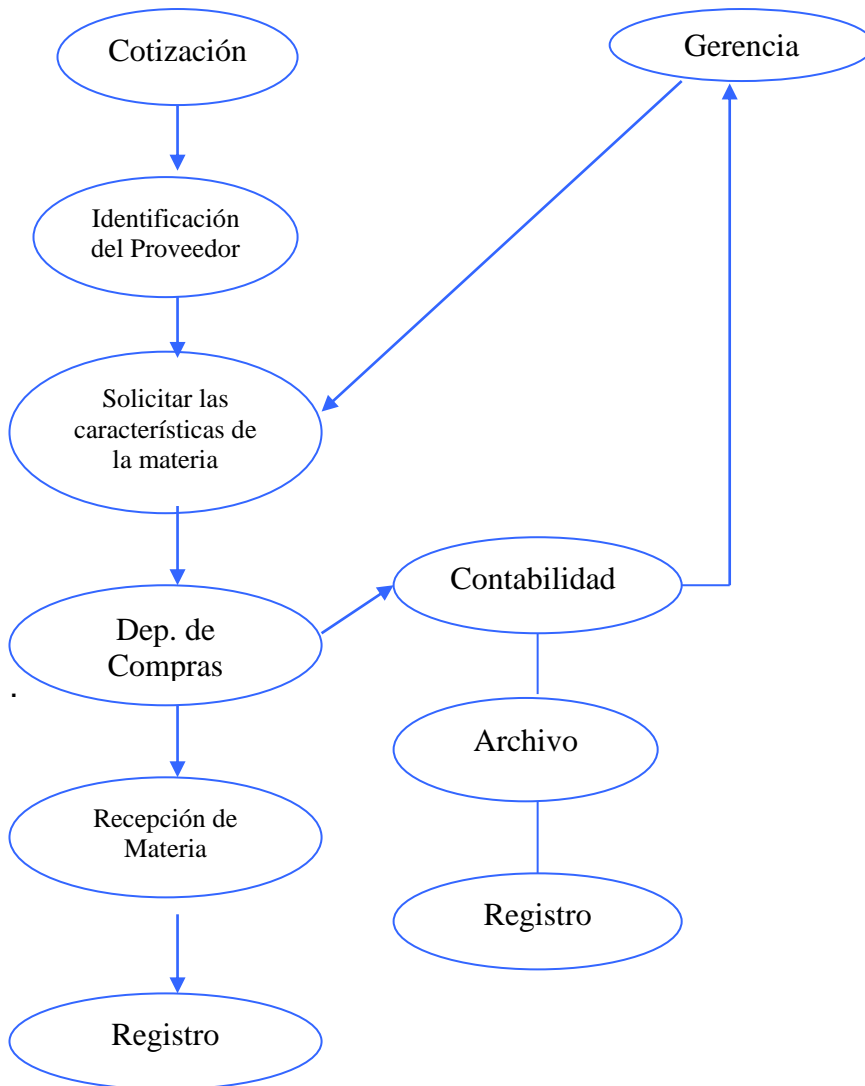 Cotización
Gerencia
Identificación
del Proveedor
Solicitar las
características de
la materia
Contabilidad
Dep. de
Compras
.
Archivo
Recepción de
Materia
Registro
Registro